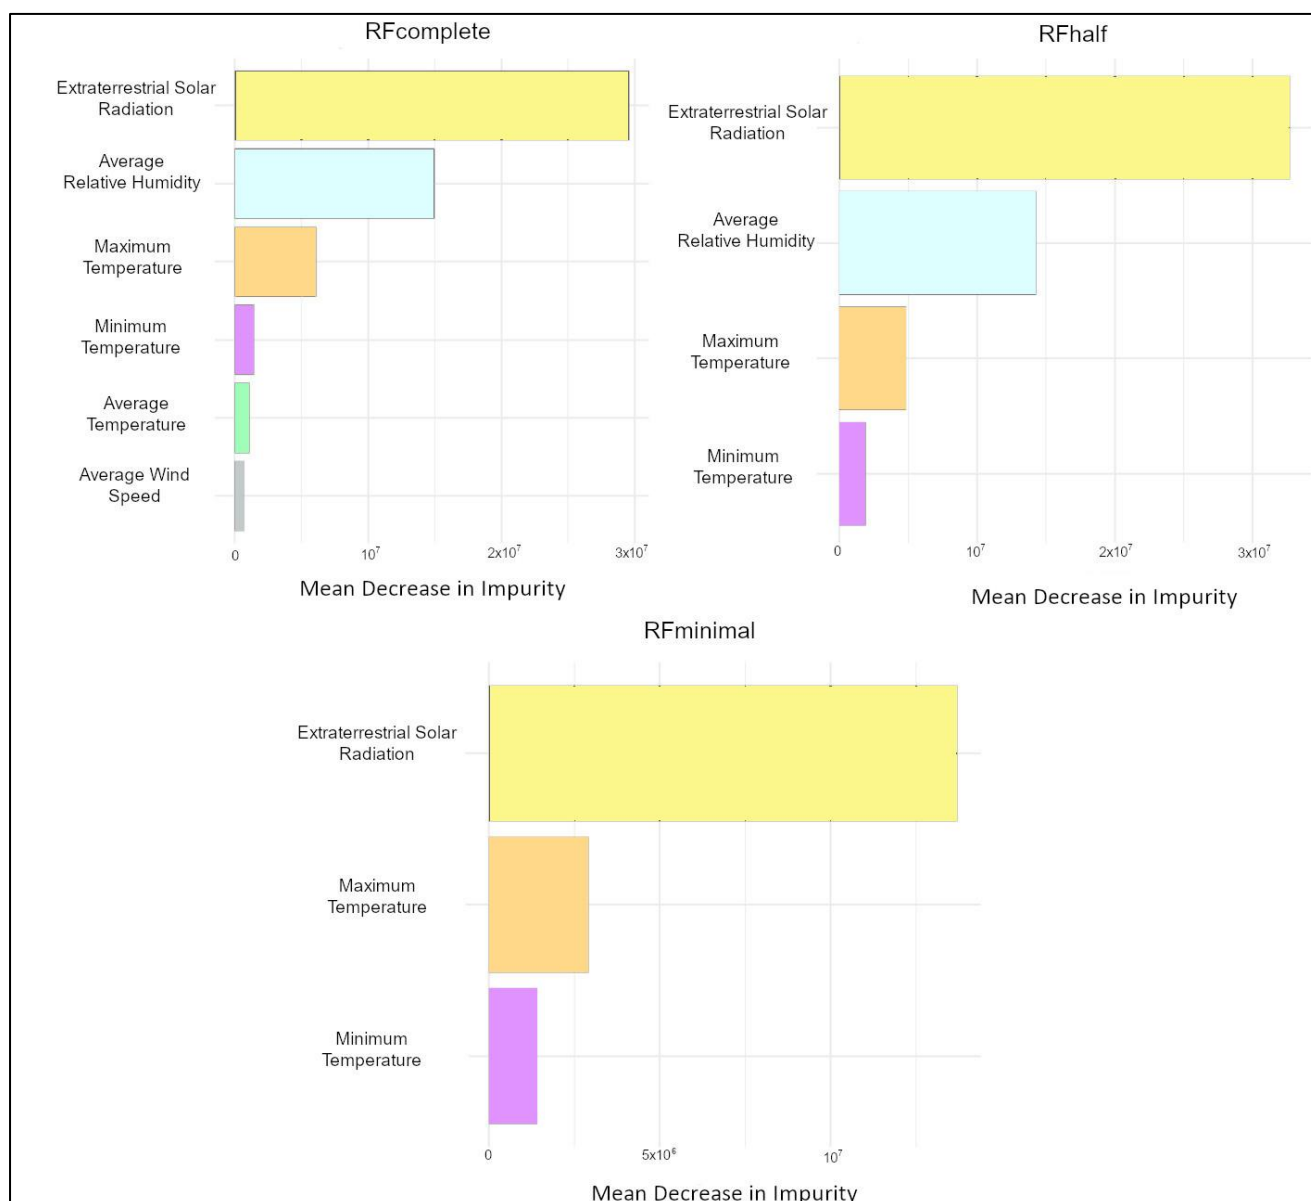 RFcomplete
Extraterrestrial Solar
Radiation
Average
Relative Humidity
Maximum
Temperature
Minimum
Temperature
Average
Temperature
Average Wind
Speed
0 10⁷ 2x10⁷ 3x10⁷
Mean Decrease in Impurity
RFhalf
Extraterrestrial Solar
Radiation
Average
Relative Humidity
Maximum
Temperature
Minimum
Temperature
0 10⁷ 2x10⁷ 3x10⁷
Mean Decrease in Impurity
RFminimal
Extraterrestrial Solar
Radiation
Maximum
Temperature
Minimum
Temperature
0 5x10⁶ 10⁷
Mean Decrease in Impurity